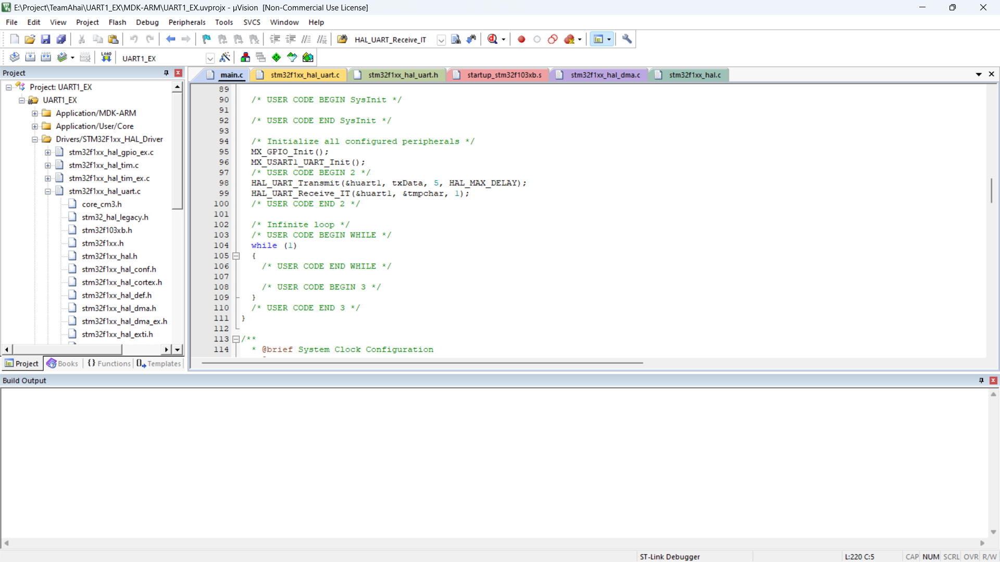 E:\Project\TeamAhai\UART1_EX\MDK-ARM\UART1_EX.uvprojx - µVision [Non-Commercial Use License]
File Edit View Project Flash Debug Peripherals Tools SVCS Window Help
HAL_UART_Receive_IT
LOAD UART1_EX
Project
Project: UART1_EX
UART1_EX
Application/MDK-ARM
Application/User/Core
Drivers/STM32F1xx_HAL_Driver
stm32f1xx_hal_gpio_ex.c
stm32f1xx_hal_tim.c
stm32f1xx_hal_tim_ex.c
stm32f1xx_hal_uart.c
core_cm3.h
stm32_hal_legacy.h
stm32f103xb.h
stm32f1xx.h
stm32f1xx_hal.h
stm32f1xx_hal_conf.h
stm32f1xx_hal_cortex.h
stm32f1xx_hal_def.h
stm32f1xx_hal_dma.h
stm32f1xx_hal_dma_ex.h
stm32f1xx_hal_exti.h
Project Books {} Functions Templates
main.c stm32f1xx_hal_uart.c stm32f1xx_hal_uart.h startup_stm32f103xb.s stm32f1xx_hal_dma.c stm32f1xx_hal.c
89
90 /* USER CODE BEGIN SysInit */
91
92 /* USER CODE END SysInit */
93
94 /* Initialize all configured peripherals */
95 MX_GPIO_Init();
96 MX_USART1_UART_Init();
97 /* USER CODE BEGIN 2 */
98 HAL_UART_Transmit(&huart1, txData, 5, HAL_MAX_DELAY);
99 HAL_UART_Receive_IT(&huart1, &tmpchar, 1);
100 /* USER CODE END 2 */
101
102 /* Infinite loop */
103 /* USER CODE BEGIN WHILE */
104 while (1)
105 {
106 /* USER CODE END WHILE */
107
108 /* USER CODE BEGIN 3 */
109 }
110 /* USER CODE END 3 */
111 }
112
113 /**
114 * @brief System Clock Configuration
Build Output
ST-Link Debugger L:220 C:5 CAP NUM SCRL OVR R/W